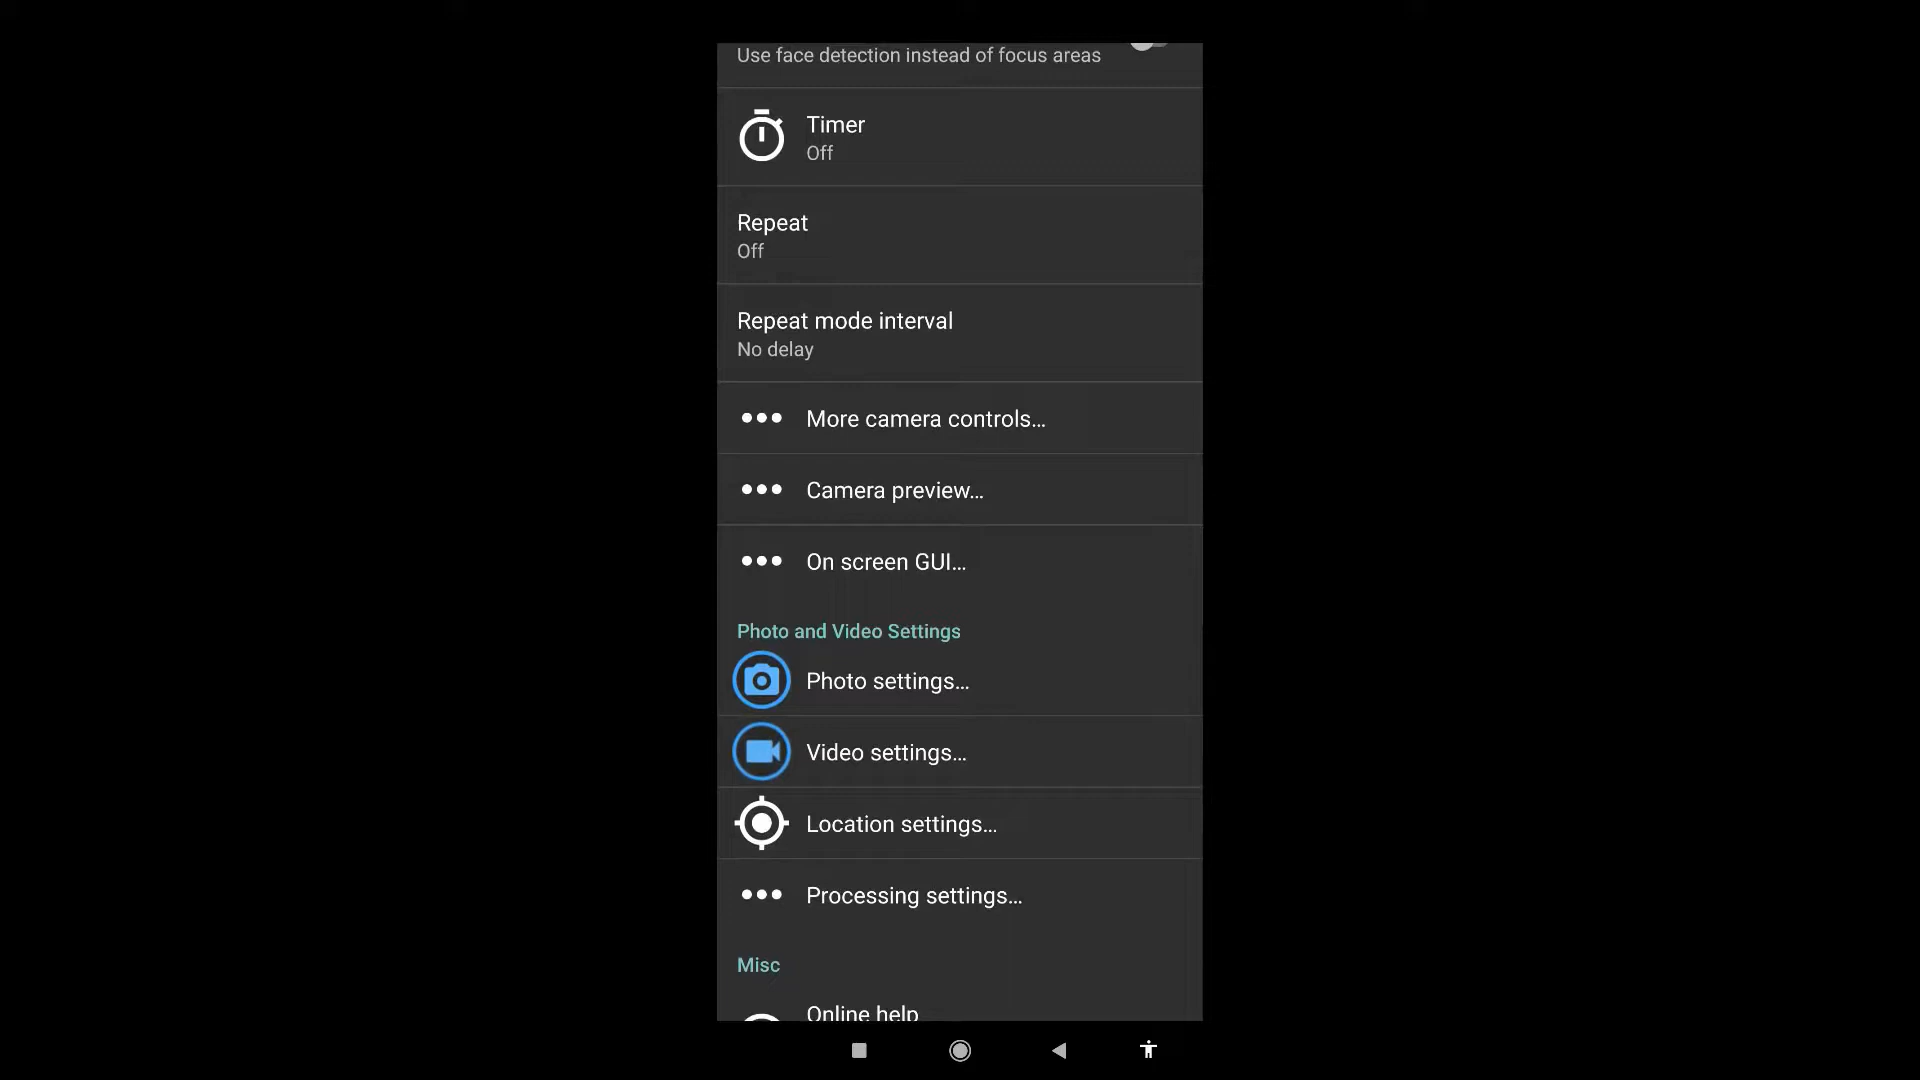 Use face detection instead of focus areas
Timer
Off
Repeat
Off
Repeat mode interval
No delay
More camera controls...
Camera preview...
On screen GUI...
Photo and Video Settings
Photo settings...
Video settings...
Location settings...
Processing settings...
Misc
Online help